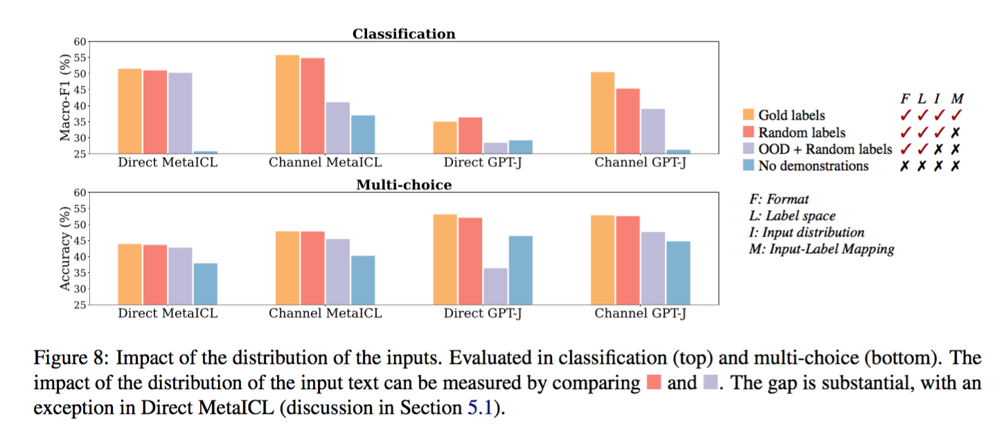 Classification
Macro-F1 (%)
60
55
50
45
40
35
30
25
Direct MetaICL Channel MetaICL Direct GPT-J Channel GPT-J
F L I M
Gold labels ✓ ✓ ✓ ✓
Random labels ✓ ✓ ✓ ✗
OOD + Random labels ✓ ✓ ✗ ✗
No demonstrations ✗ ✗ ✗ ✗
F: Format
L: Label space
I: Input distribution
M: Input-Label Mapping
Multi-choice
Accuracy (%)
60
55
50
45
40
35
30
25
Direct MetaICL Channel MetaICL Direct GPT-J Channel GPT-J
Figure 8: Impact of the distribution of the inputs. Evaluated in classification (top) and multi-choice (bottom). The
impact of the distribution of the input text can be measured by comparing ■ and ■. The gap is substantial, with an
exception in Direct MetaICL (discussion in Section 5.1).